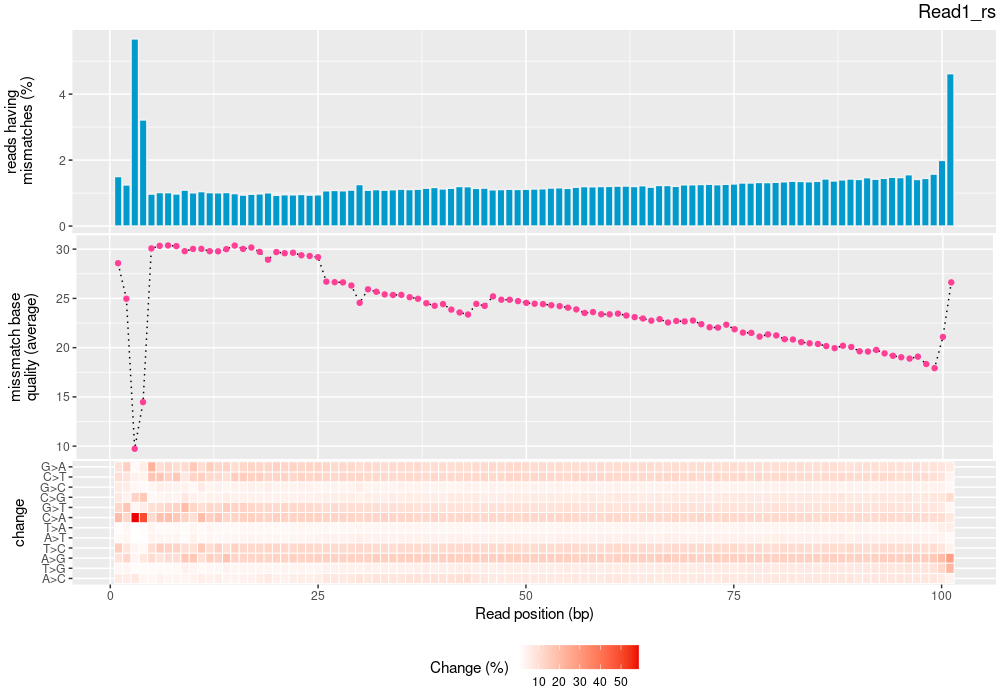 Read1_rs
reads having
mismatches (%)
4
2
0
missmatch base
quality (average)
30
25
20
15
10
change
G>A
C>T
G>C
C>G
G>T
C>A
T>A
A>T
T>C
A>G
T>G
A>C
0 25 50 75 100
Read position (bp)
Change (%)
10 20 30 40 50